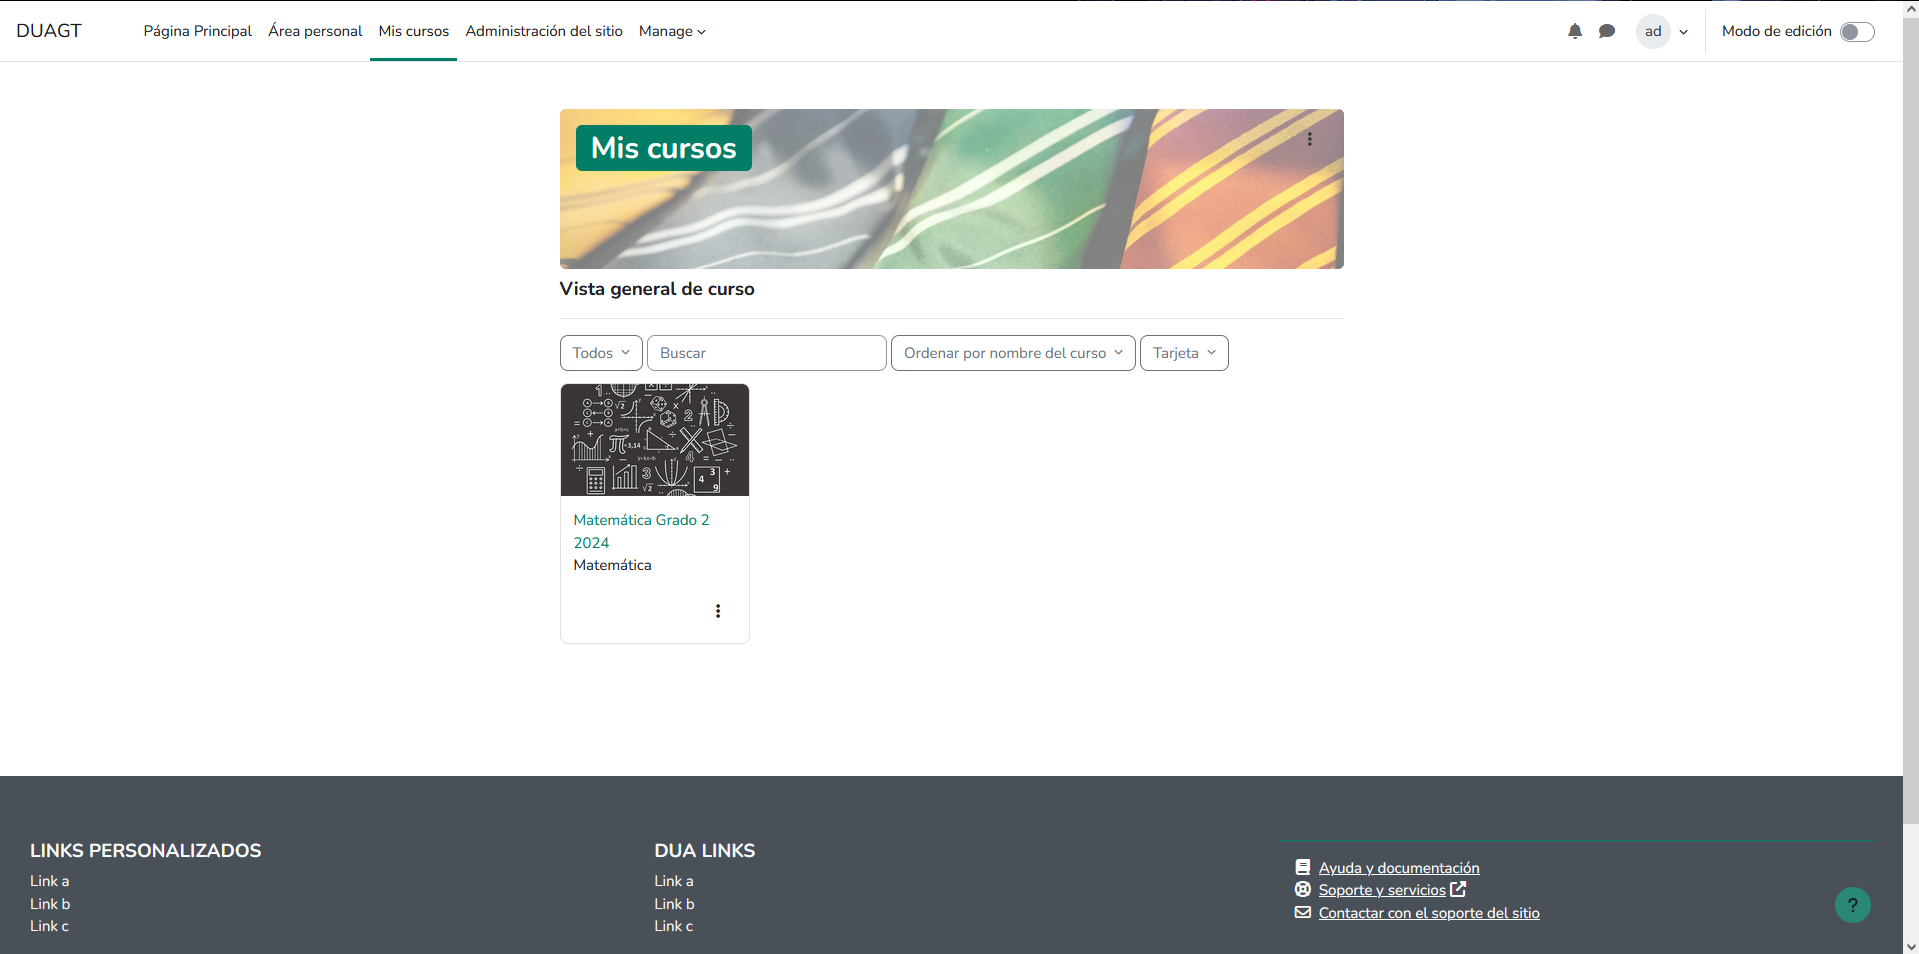 DUAGT
Página Principal
Área personal
Mis cursos
Administración del sitio
Manage
ad
Modo de edición
Mis cursos
Vista general de curso
Todos
Buscar
Ordenar por nombre del curso
Tarjeta
Matemática Grado 2
2024
Matemática
LINKS PERSONALIZADOS
Link a
Link b
Link c
DUA LINKS
Link a
Link b
Link c
Ayuda y documentación
Soporte y servicios
Contactar con el soporte del sitio
?